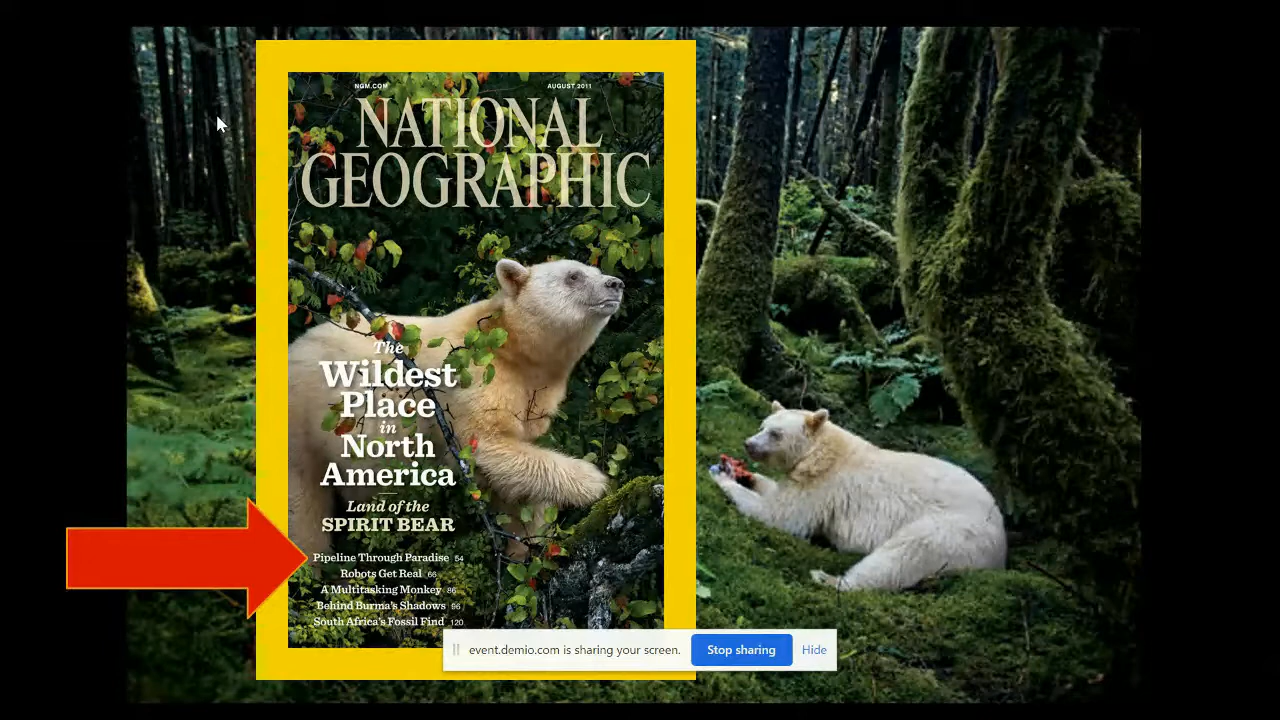 NGM.COM AUGUST 2011
NATIONAL
GEOGRAPHIC
The
Wildest
Place
in
North
America
Land of the
SPIRIT BEAR
Pipeline Through Paradise 54
Robots Get Real 66
A Multitasking Monkey 86
Behind Burma's Shadows 96
South Africa's Fossil Find 120
event.demio.com is sharing your screen. Stop sharing Hide